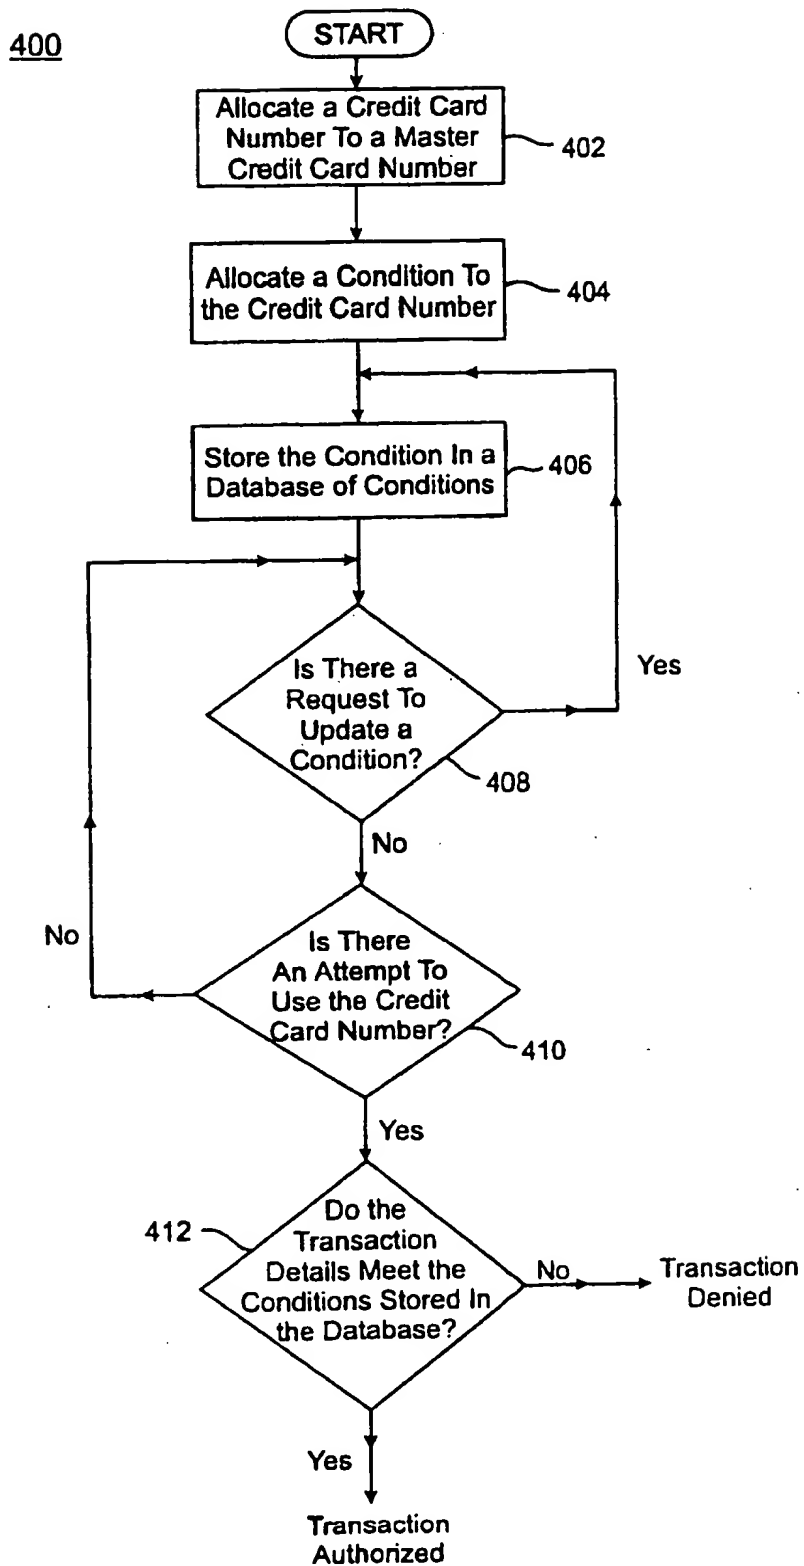 400
START
Allocate a Credit Card
Number To a Master
Credit Card Number
402
Allocate a Condition To
the Credit Card Number
404
Store the Condition In a
Database of Conditions
406
Is There a
Request To
Update a
Condition?
408
Yes
No
Is There
An Attempt To
Use the Credit
Card Number?
410
No
Yes
412
Do the
Transaction
Details Meet the
Conditions Stored In
the Database?
No
Transaction
Denied
Yes
Transaction
Authorized